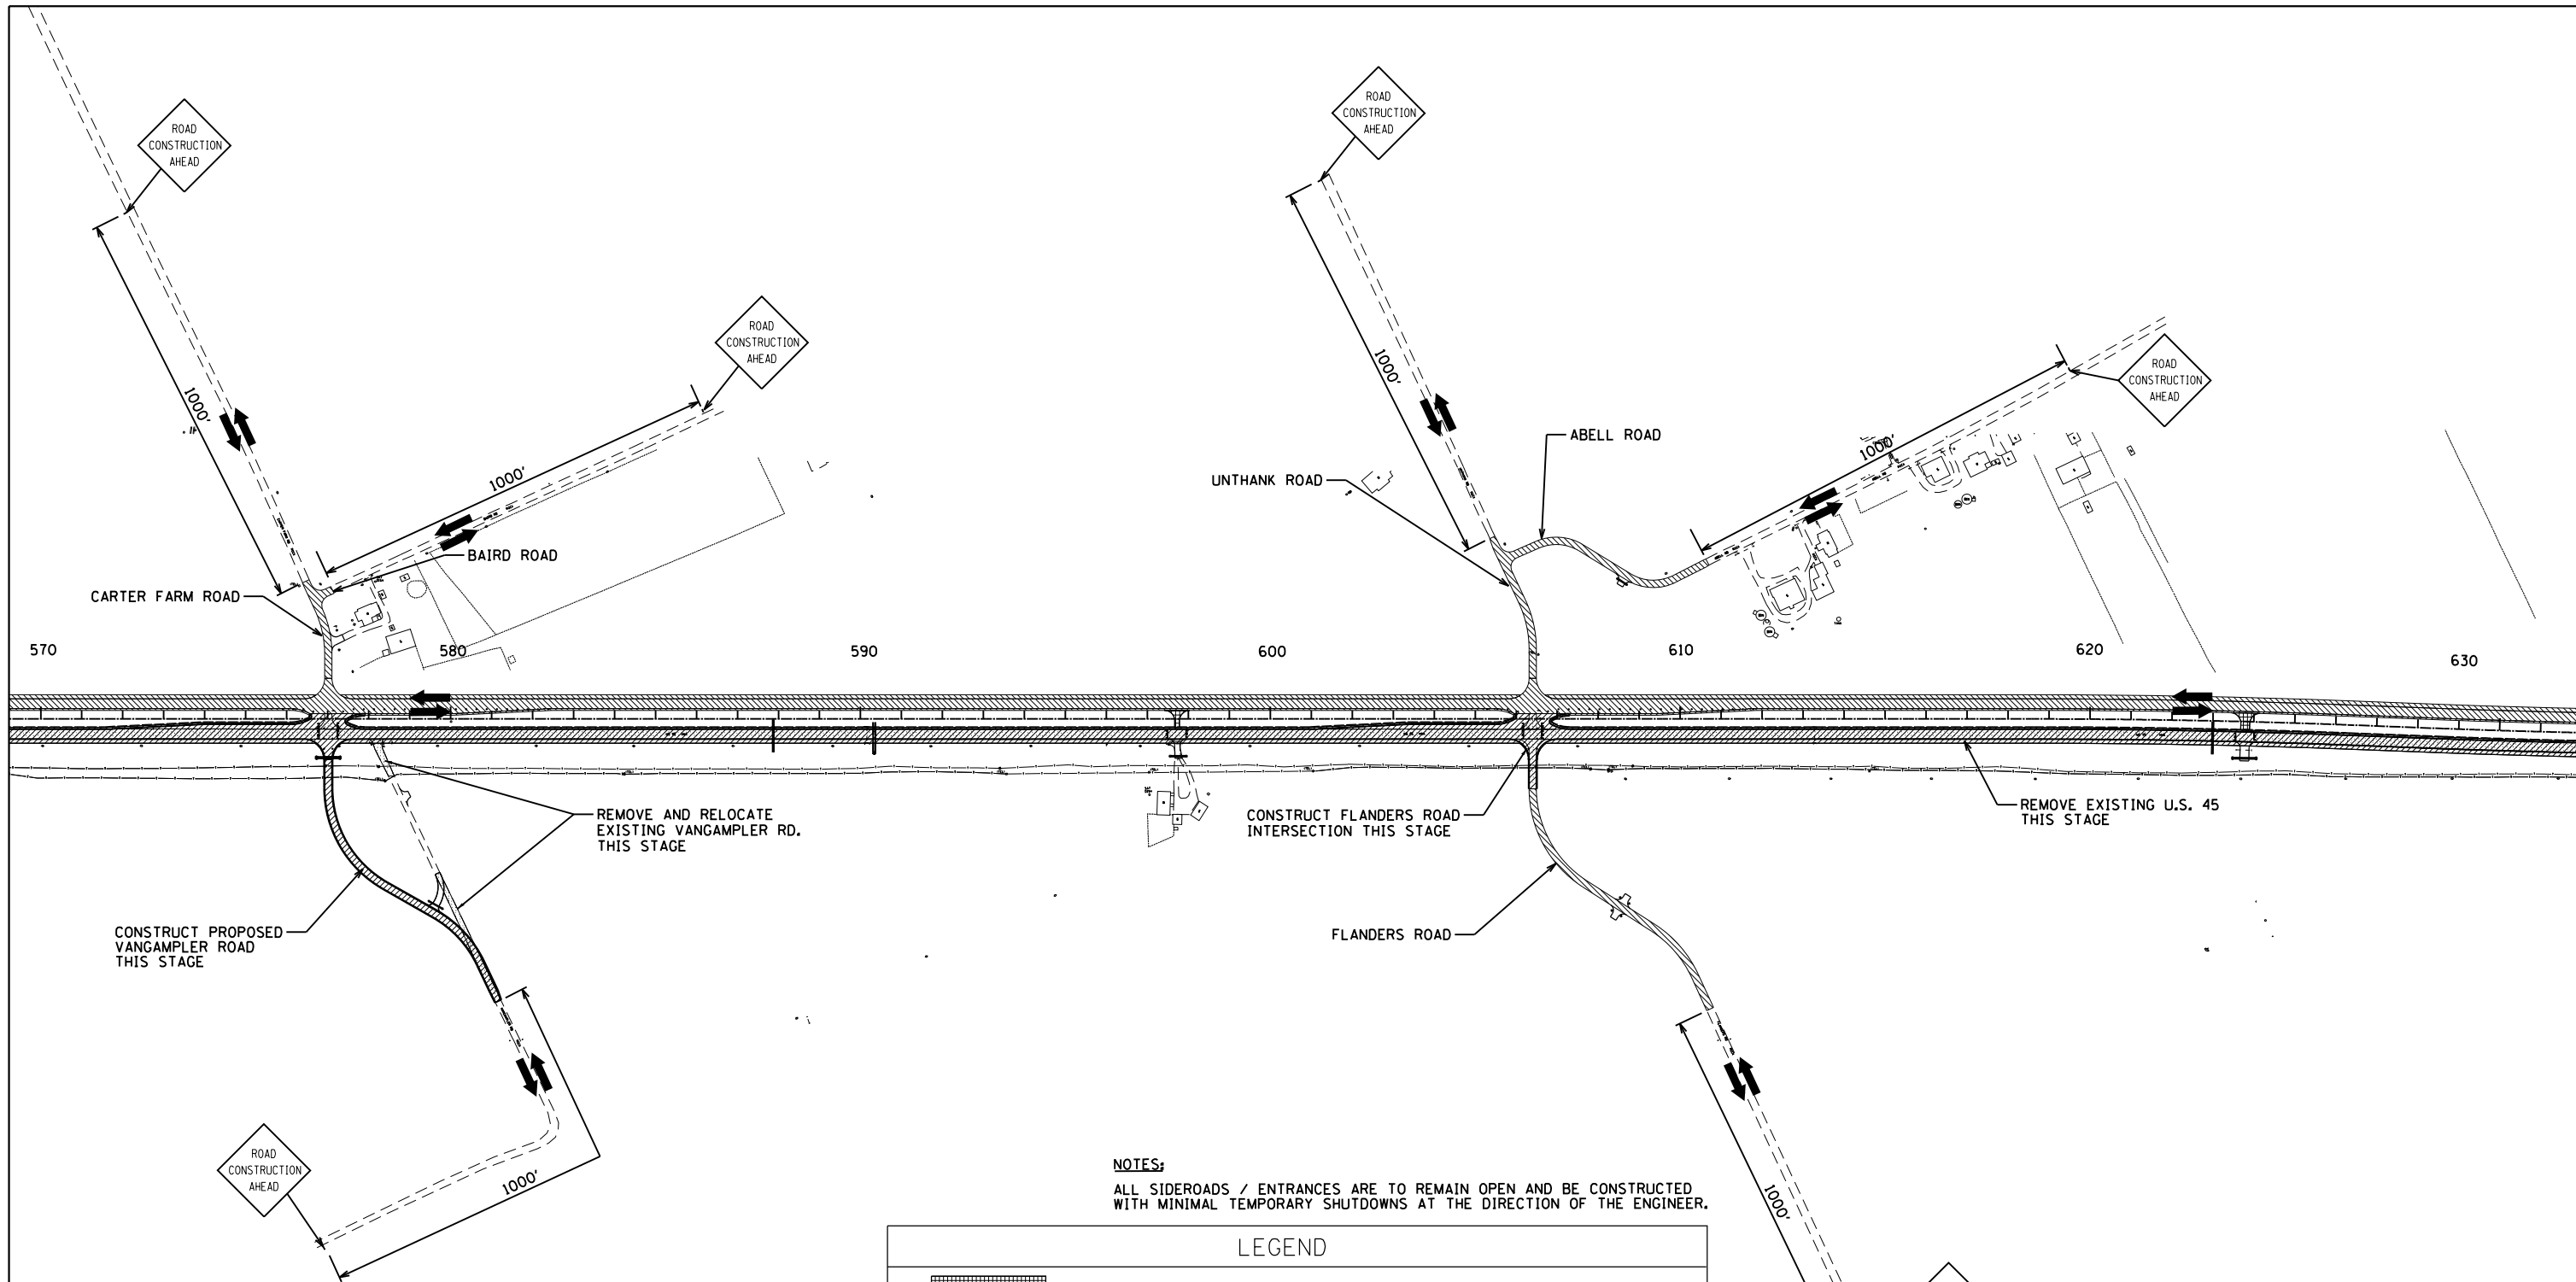 ROAD
CONSTRUCTION
AHEAD
ROAD
CONSTRUCTION
AHEAD
ROAD
CONSTRUCTION
AHEAD
ROAD
CONSTRUCTION
AHEAD
1000'
1000'
1000'
1000'
ABELL ROAD
UNTHANK ROAD
BAIRD ROAD
CARTER FARM ROAD
570
580
590
600
610
620
630
REMOVE AND RELOCATE
EXISTING VANGAMPLER RD.
THIS STAGE
CONSTRUCT FLANDERS ROAD
INTERSECTION THIS STAGE
REMOVE EXISTING U.S. 45
THIS STAGE
CONSTRUCT PROPOSED
VANGAMPLER ROAD
THIS STAGE
FLANDERS ROAD
ROAD
CONSTRUCTION
AHEAD
1000'
1000'
NOTES:
ALL SIDEROADS / ENTRANCES ARE TO REMAIN OPEN AND BE CONSTRUCTED
WITH MINIMAL TEMPORARY SHUTDOWNS AT THE DIRECTION OF THE ENGINEER.
LEGEND